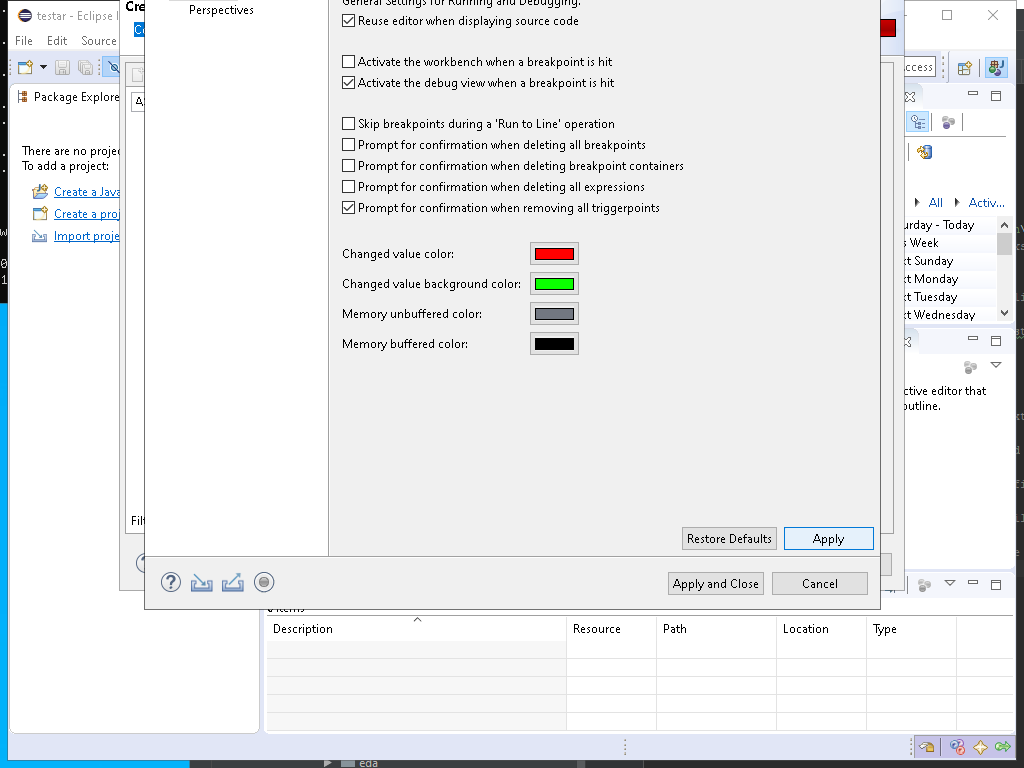 testar - Eclipse I
Cre
Perspectives
General Settings for Running and Debugging.
Reuse editor when displaying source code
File Edit Source
Co
Activate the workbench when a breakpoint is hit
ccess
Activate the debug view when a breakpoint is hit
Package Explore
Skip breakpoints during a 'Run to Line' operation
Prompt for confirmation when deleting all breakpoints
There are no projec
To add a project:
Prompt for confirmation when deleting breakpoint containers
Create a Java
Prompt for confirmation when deleting all expressions
Create a proj
Prompt for confirmation when removing all triggerpoints
All Activ...
Import proje
urday - Today
s Week
Changed value color:
xt Sunday
Changed value background color:
xt Monday
xt Tuesday
Memory unbuffered color:
xt Wednesday
Memory buffered color:
ctive editor that
outline.
Filt
Restore Defaults Apply
Apply and Close Cancel
0 items
Description Resource Path Location Type
eda